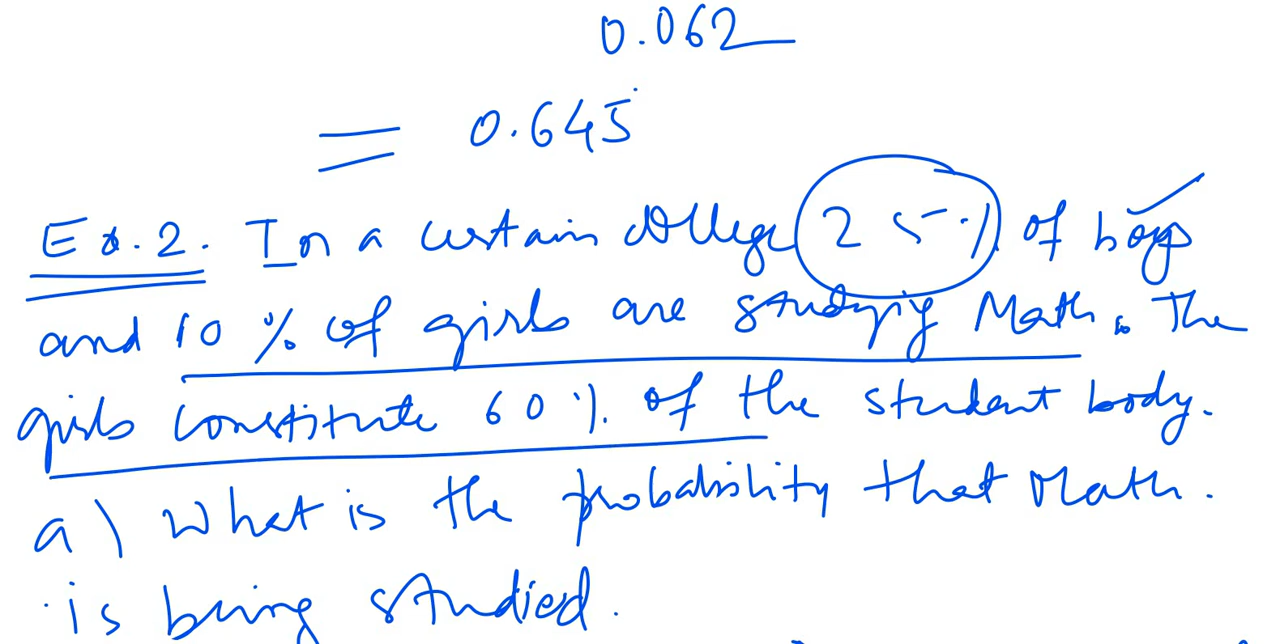 0.062
= 0.645
Ex.2. In a certain college 25% of boys
and 10% of girls are studying Math. The
girls constitute 60% of the student body.
a) What is the probability that Math.
is being studied.